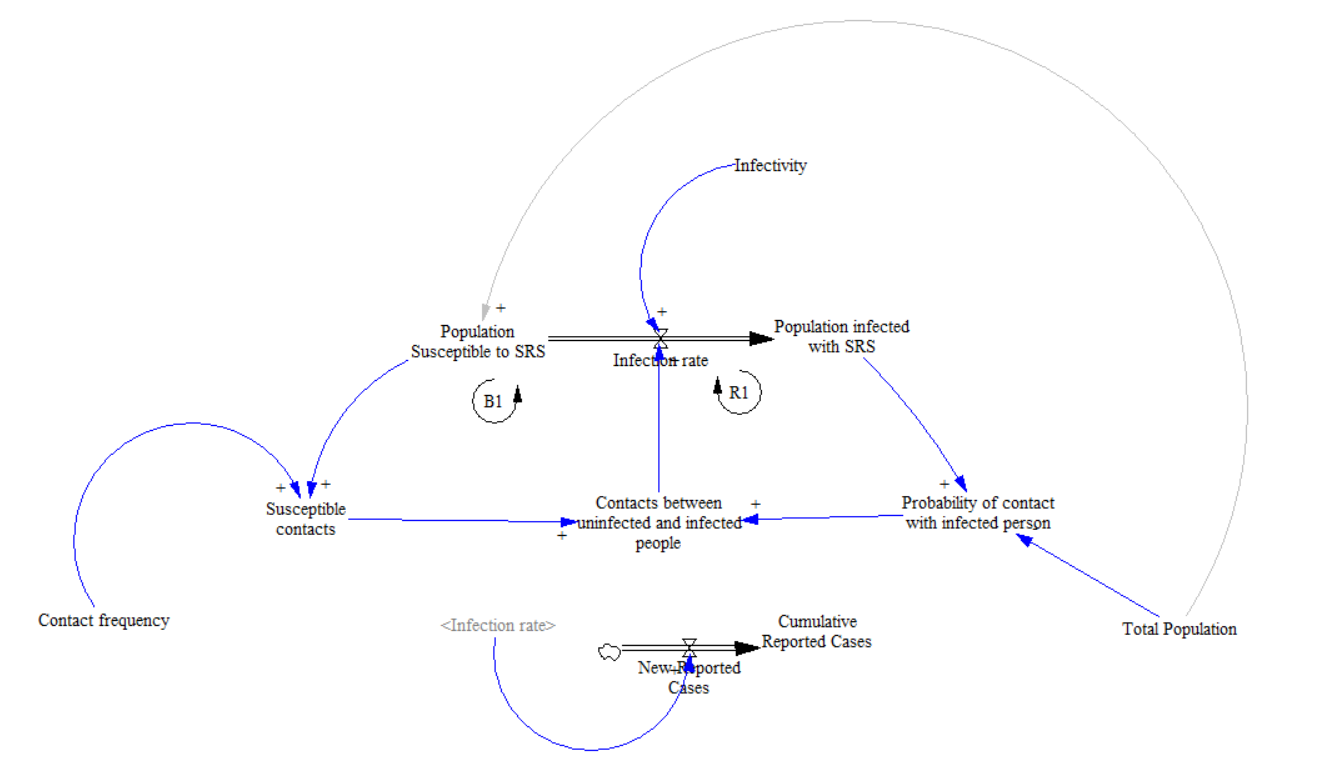 Infectivity
+
+
Population
Susceptible to SRS
Population infected
with SRS
Infection rate
+
B1
R1
+
+
Susceptible
contacts
+
Contacts between
uninfected and infected
people
+
+
Probability of contact
with infected person
Contact frequency
<Infection rate>
Cumulative
Reported Cases
Total Population
New Reported
Cases
+